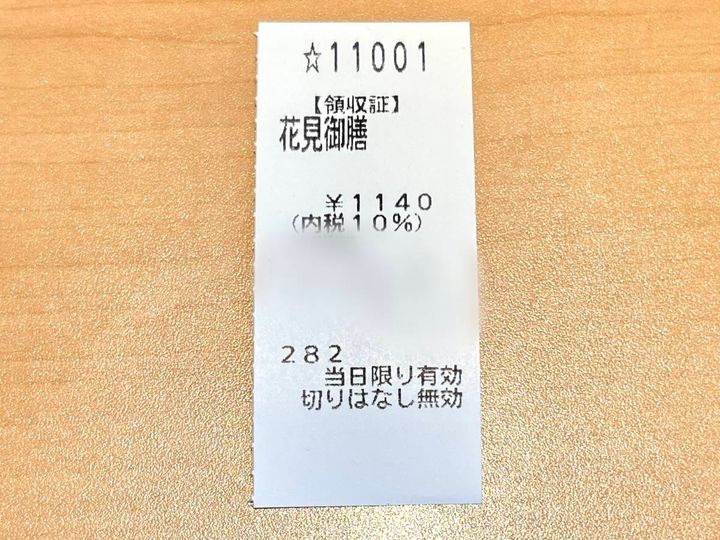 ☆11001
【領収証】
花見御膳
¥1140
(内税10%)
282
当日限り有効
切りはなし無効